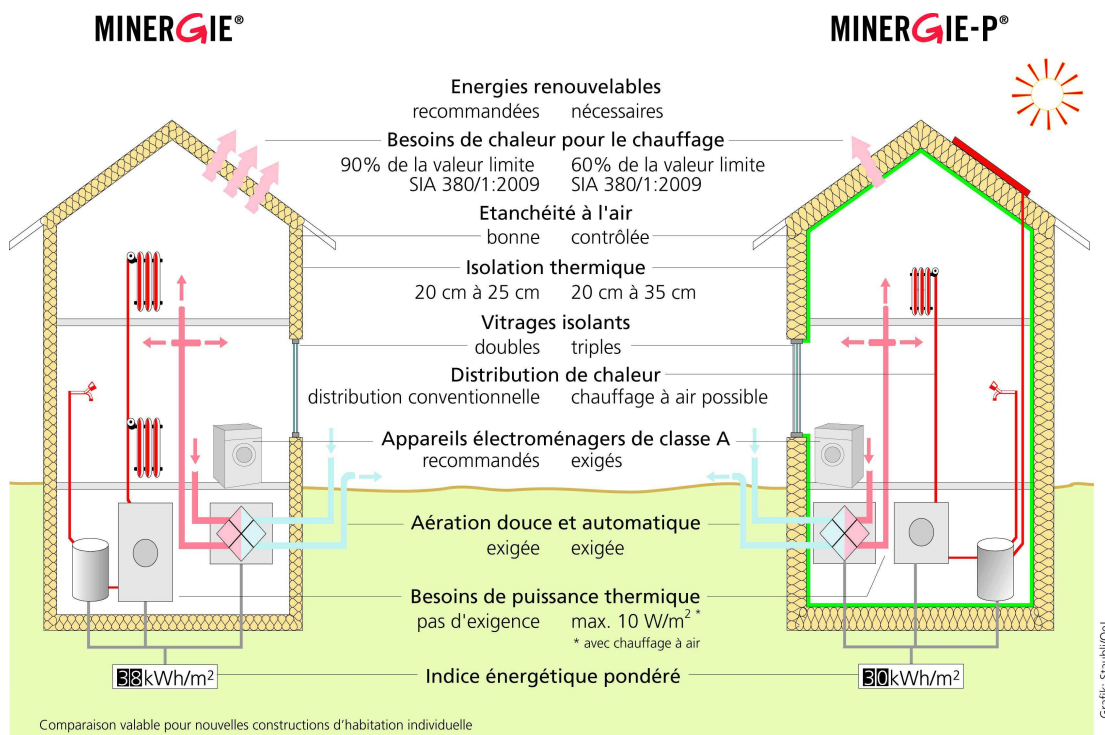 MINERGIE®
MINERGIE-P®
Energies renouvelables
recommandées nécessaires
Besoins de chaleur pour le chauffage
90% de la valeur limite 60% de la valeur limite
SIA 380/1:2009 SIA 380/1:2009
Etanchéité à l'air
bonne contrôlée
Isolation thermique
20 cm à 25 cm 20 cm à 35 cm
Vitrages isolants
doubles triples
Distribution de chaleur
distribution conventionnelle chauffage à air possible
Appareils électroménagers de classe A
recommandés exigés
Aération douce et automatique
exigée exigée
Besoins de puissance thermique
pas d'exigence max. 10 W/m² *
* avec chauffage à air
38 kWh/m²
Indice énergétique pondéré
30 kWh/m²
Comparaison valable pour nouvelles constructions d'habitation individuelle